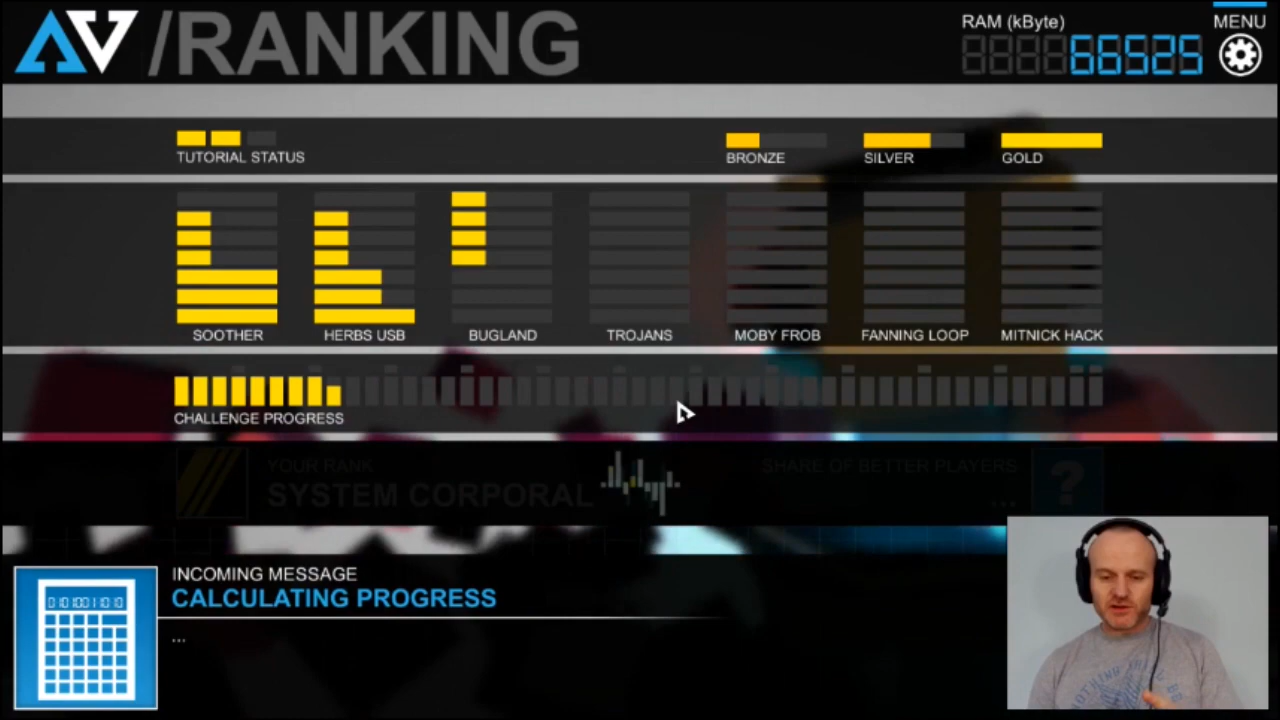 /RANKING
RAM (kByte)
66525
MENU
TUTORIAL STATUS
BRONZE
SILVER
GOLD
SOOTHER
HERBS USB
BUGLAND
TROJANS
MOBY FROB
FANNING LOOP
MITNICK HACK
CHALLENGE PROGRESS
YOUR RANK
SYSTEM CORPORAL
SHARE OF BETTER PLAYERS
...
?
INCOMING MESSAGE
CALCULATING PROGRESS
...